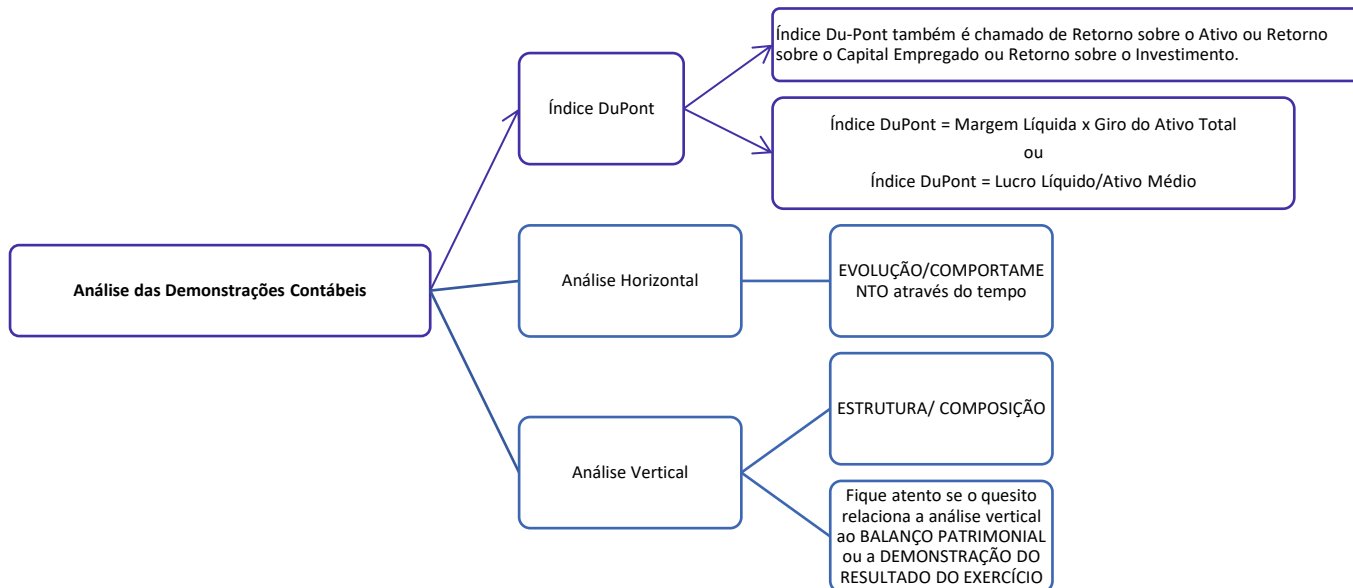 Índice Du-Pont também é chamado de Retorno sobre o Ativo ou Retorno
sobre o Capital Empregado ou Retorno sobre o Investimento.
Índice DuPont
Índice DuPont = Margem Líquida x Giro do Ativo Total
ou
Índice DuPont = Lucro Líquido/Ativo Médio
Análise das Demonstrações Contábeis
Análise Horizontal
EVOLUÇÃO/COMPORTAME
NTO através do tempo
Análise Vertical
ESTRUTURA/ COMPOSIÇÃO
Fique atento se o quesito
relaciona a análise vertical
ao BALANÇO PATRIMONIAL
ou a DEMONSTRAÇÃO DO
RESULTADO DO EXERCÍCIO